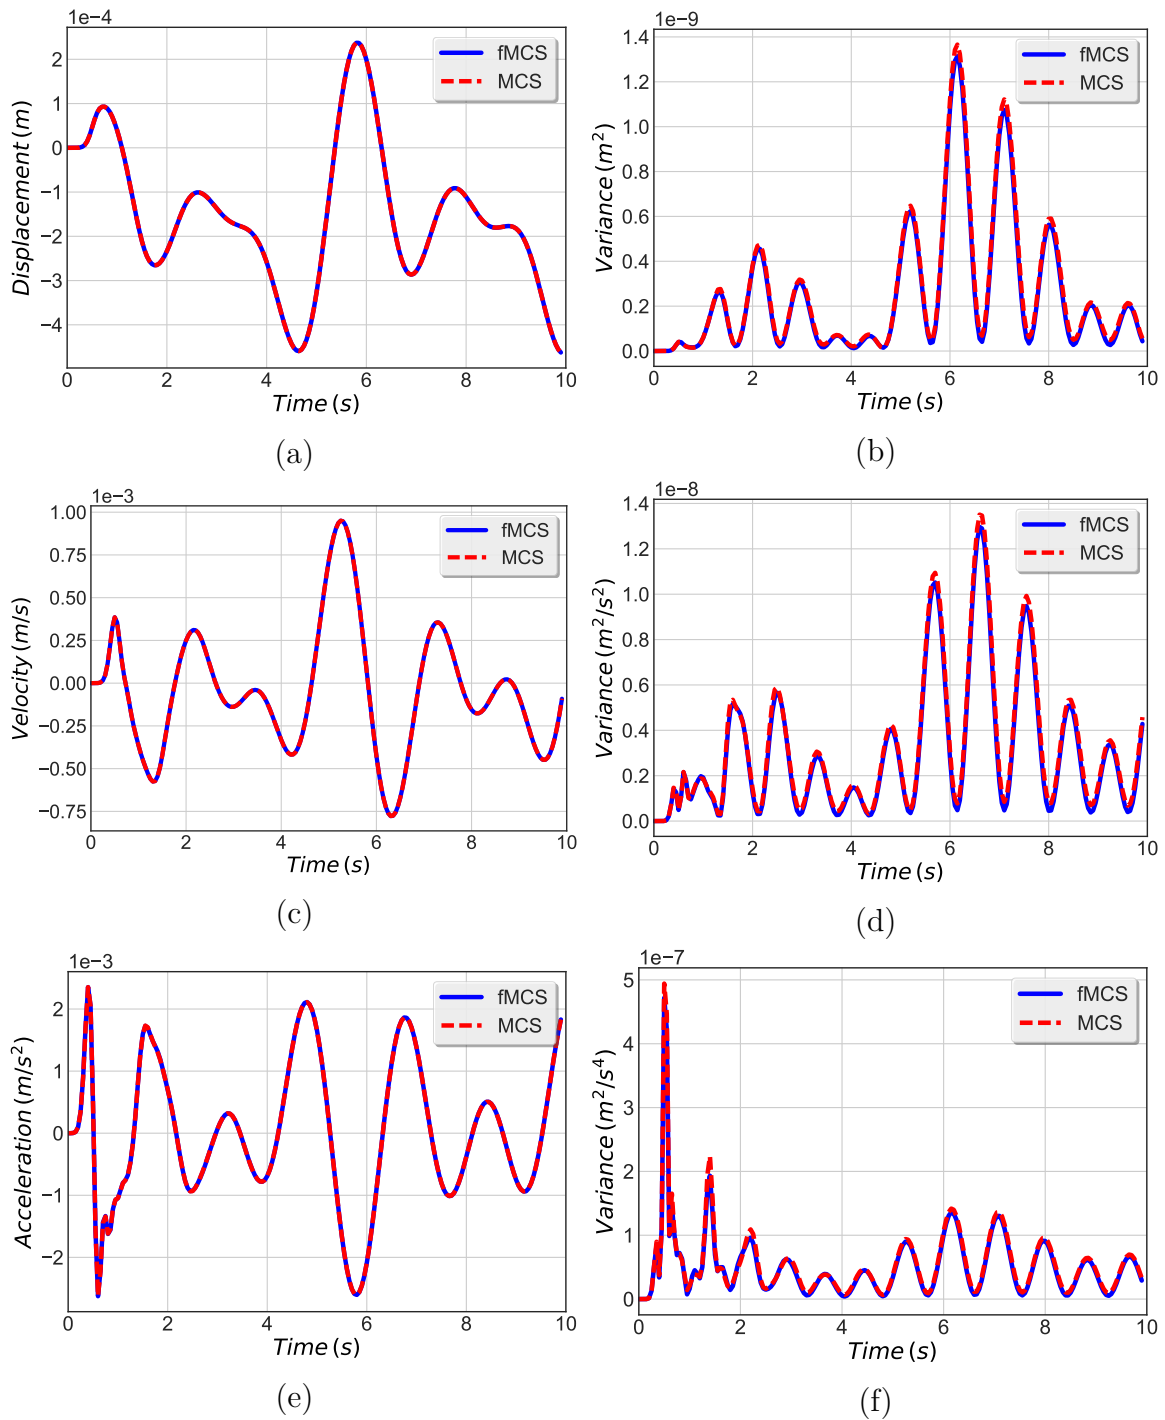 1e−4
2
1
0
−1
−2
−3
−4
Displacement (m)
fMCS
MCS
0 2 4 6 8 10
Time (s)
(a)
1e−9
1.4
1.2
1.0
0.8
0.6
0.4
0.2
0.0
Variance (m²)
fMCS
MCS
0 2 4 6 8 10
Time (s)
(b)
1e−3
1.00
0.75
0.50
0.25
0.00
−0.25
−0.50
−0.75
Velocity (m/s)
fMCS
MCS
0 2 4 6 8 10
Time (s)
(c)
1e−8
1.4
1.2
1.0
0.8
0.6
0.4
0.2
0.0
Variance (m²/s²)
fMCS
MCS
0 2 4 6 8 10
Time (s)
(d)
1e−3
2
1
0
−1
−2
Acceleration (m/s²)
fMCS
MCS
0 2 4 6 8 10
Time (s)
(e)
1e−7
5
4
3
2
1
0
Variance (m²/s⁴)
fMCS
MCS
0 2 4 6 8 10
Time (s)
(f)